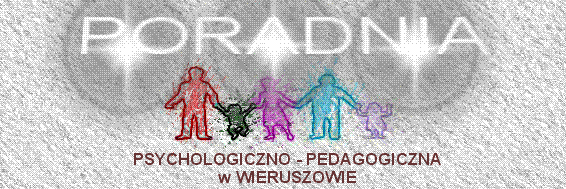 PORADNIA
PSYCHOLOGICZNO - PEDAGOGICZNA
w WIERUSZOWIE